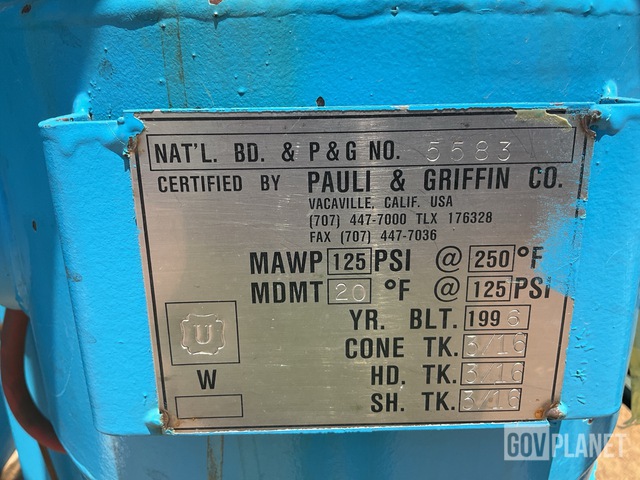 NAT'L. BD. & P&G NO. 5583
CERTIFIED BY PAULI & GRIFFIN CO.
VACAVILLE, CALIF. USA
(707) 447-7000 TLX 176328
FAX (707) 447-7036
MAWP 125 PSI @ 250 °F
MDMT 20 °F @ 125 PSI
YR. BLT. 1996
U
CONE TK. 3/16
W
HD. TK. 3/16
SH. TK. 3/16
GOVPLANET